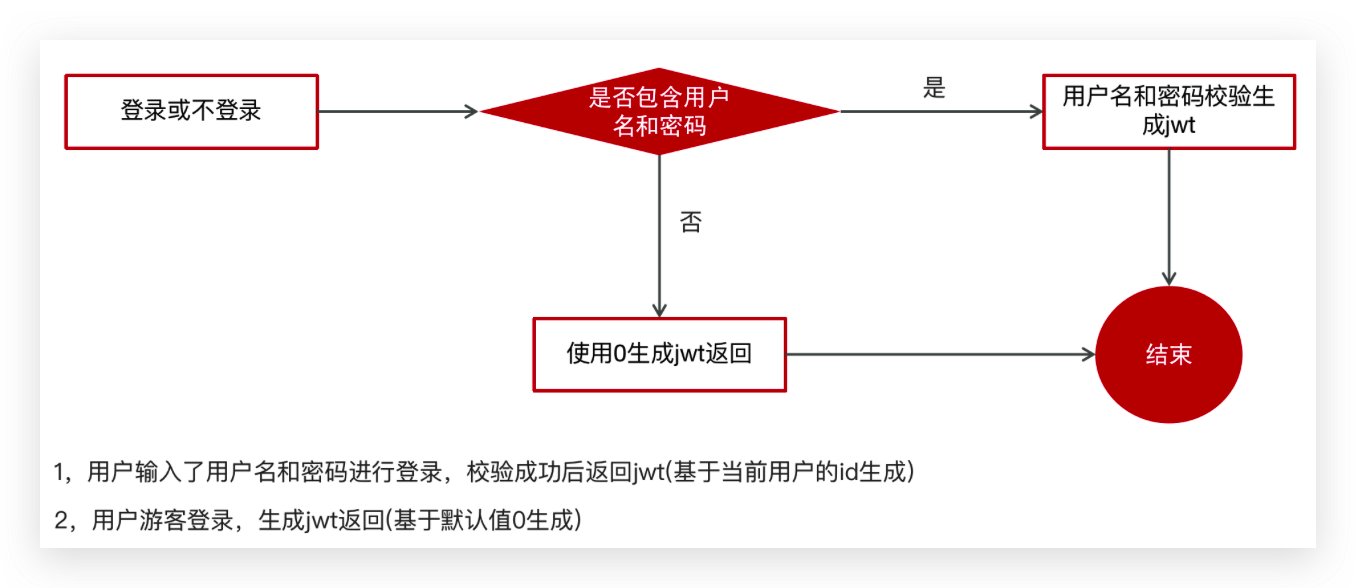 登录或不登录
是否包含用户
名和密码
是
用户名和密码校验生
成jwt
否
使用0生成jwt返回
结束
1，用户输入了用户名和密码进行登录，校验成功后返回jwt(基于当前用户的id生成)
2，用户游客登录，生成jwt返回(基于默认值0生成)